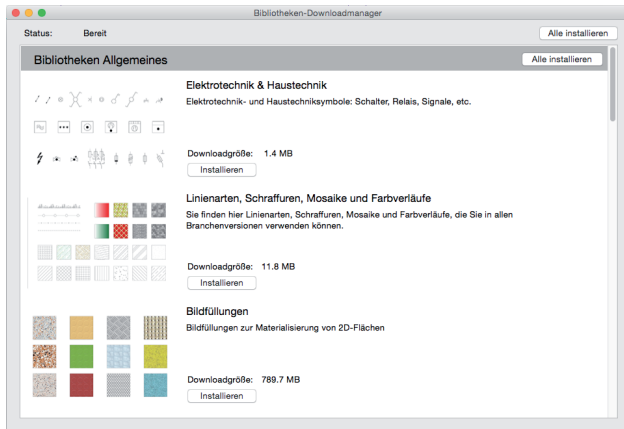 Bibliotheken-Downloadmanager
Status: Bereit
Alle installieren
Bibliotheken Allgemeines
Alle installieren
Elektrotechnik & Haustechnik
Elektrotechnik- und Haustechniksymbole: Schalter, Relais, Signale, etc.
Downloadgröße: 1.4 MB
Installieren
Linienarten, Schraffuren, Mosaike und Farbverläufe
Sie finden hier Linienarten, Schraffuren, Mosaike und Farbverläufe, die Sie in allen
Branchenversionen verwenden können.
Downloadgröße: 11.8 MB
Installieren
Bildfüllungen
Bildfüllungen zur Materialisierung von 2D-Flächen
Downloadgröße: 789.7 MB
Installieren